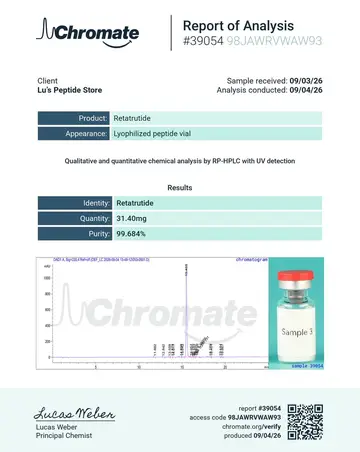 Chromate
Report of Analysis
#39054 98JAWRVWAW93
Client
Lu's Peptide Store
Sample received: 09/03/26
Analysis conducted: 09/04/26
Product: Retatrutide
Appearance: Lyophilized peptide vial
Qualitative and quantitative chemical analysis by RP-HPLC with UV detection
Results
Identity: Retatrutide
Quantity: 31.40mg
Purity: 99.684%
chromatogram
Chromate
Sample 3
sample 39054
Lucas Weber
Lucas Weber
Principal Chemist
report #39054
access code 98JAWRVWAW93
chromate.org/verify
produced 09/04/26